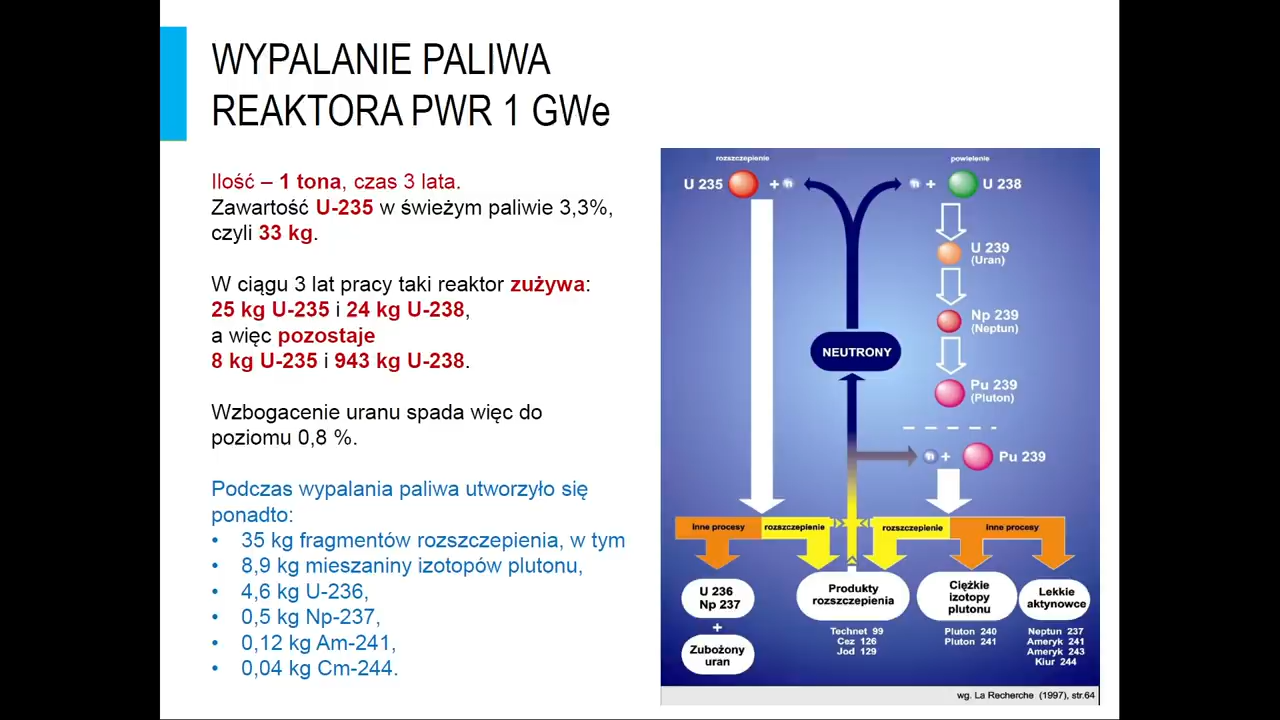 WYPALANIE PALIWA
REAKTORA PWR 1 GWe
Ilość – 1 tona, czas 3 lata.
Zawartość U-235 w świeżym paliwie 3,3%,
czyli 33 kg.
W ciągu 3 lat pracy taki reaktor zużywa:
25 kg U-235 i 24 kg U-238,
a więc pozostaje
8 kg U-235 i 943 kg U-238.
Wzbogacenie uranu spada więc do
poziomu 0,8 %.
Podczas wypalania paliwa utworzyło się
ponadto:
• 35 kg fragmentów rozszczepienia, w tym
• 8,9 kg mieszaniny izotopów plutonu,
• 4,6 kg U-236,
• 0,5 kg Np-237,
• 0,12 kg Am-241,
• 0,04 kg Cm-244.
rozszczepienie
powielenie
U 235 + n
n + U 238
U 239
(Uran)
Np 239
(Neptun)
NEUTRONY
Pu 239
(Pluton)
n + Pu 239
Inne procesy
rozszczepienie
rozszczepienie
Inne procesy
U 236
Np 237
+
Zubożony
uran
Produkty
rozszczepienia
Technet 99
Cez 126
Jod 129
Ciężkie
izotopy
plutonu
Pluton 240
Pluton 241
Lekkie
aktynowce
Neptun 237
Ameryk 241
Ameryk 243
Kiur 244
wg. La Recherche (1997), str.64